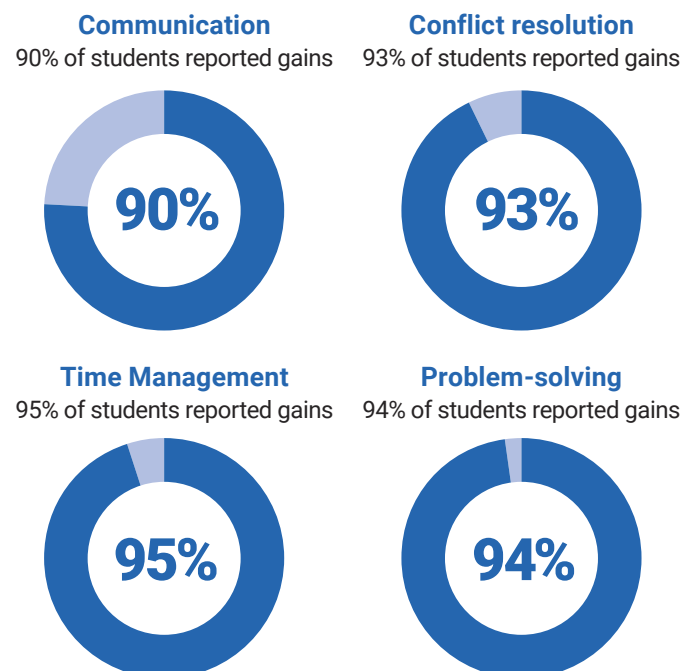 Communication
90% of students reported gains
90%
Conflict resolution
93% of students reported gains
93%
Time Management
95% of students reported gains
95%
Problem-solving
94% of students reported gains
94%